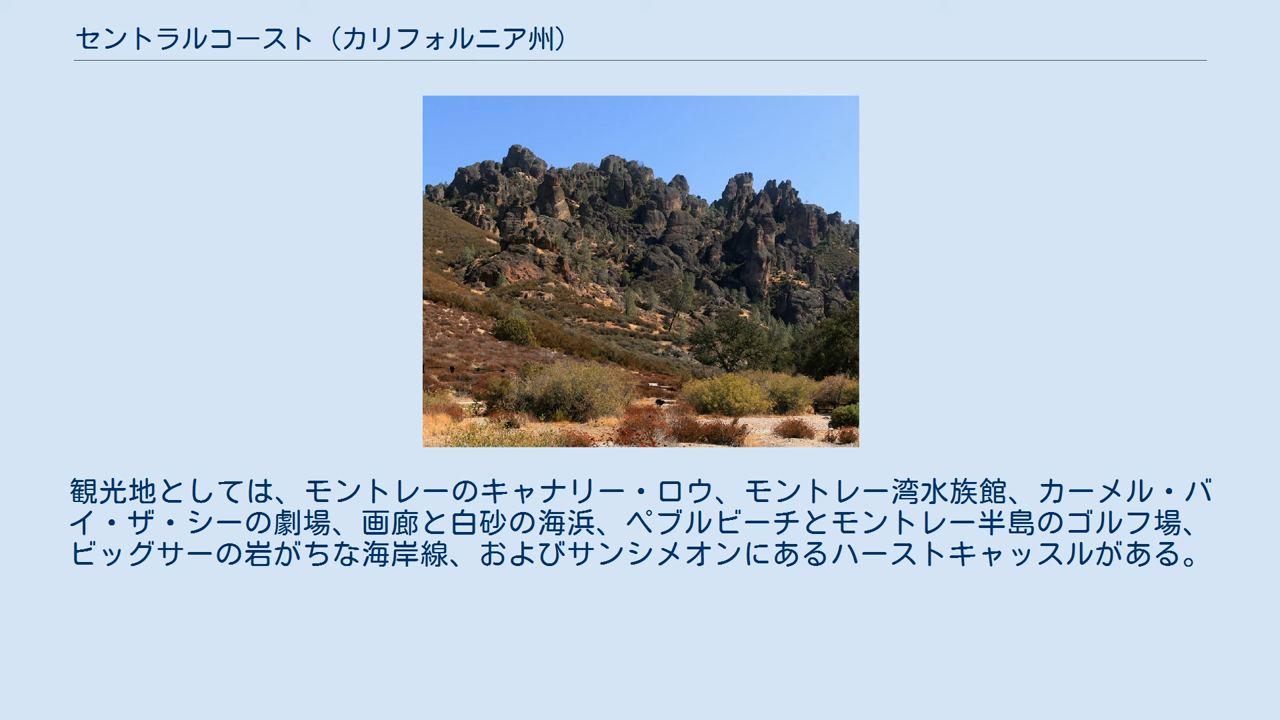 セントラルコースト（カリフォルニア州）
観光地としては、モントレーのキャナリー・ロウ、モントレー湾水族館、カーメル・バ
イ・ザ・シーの劇場、画廊と白砂の海浜、ペブルビーチとモントレー半島のゴルフ場、
ビッグサーの岩がちな海岸線、およびサンシメオンにあるハーストキャッスルがある。